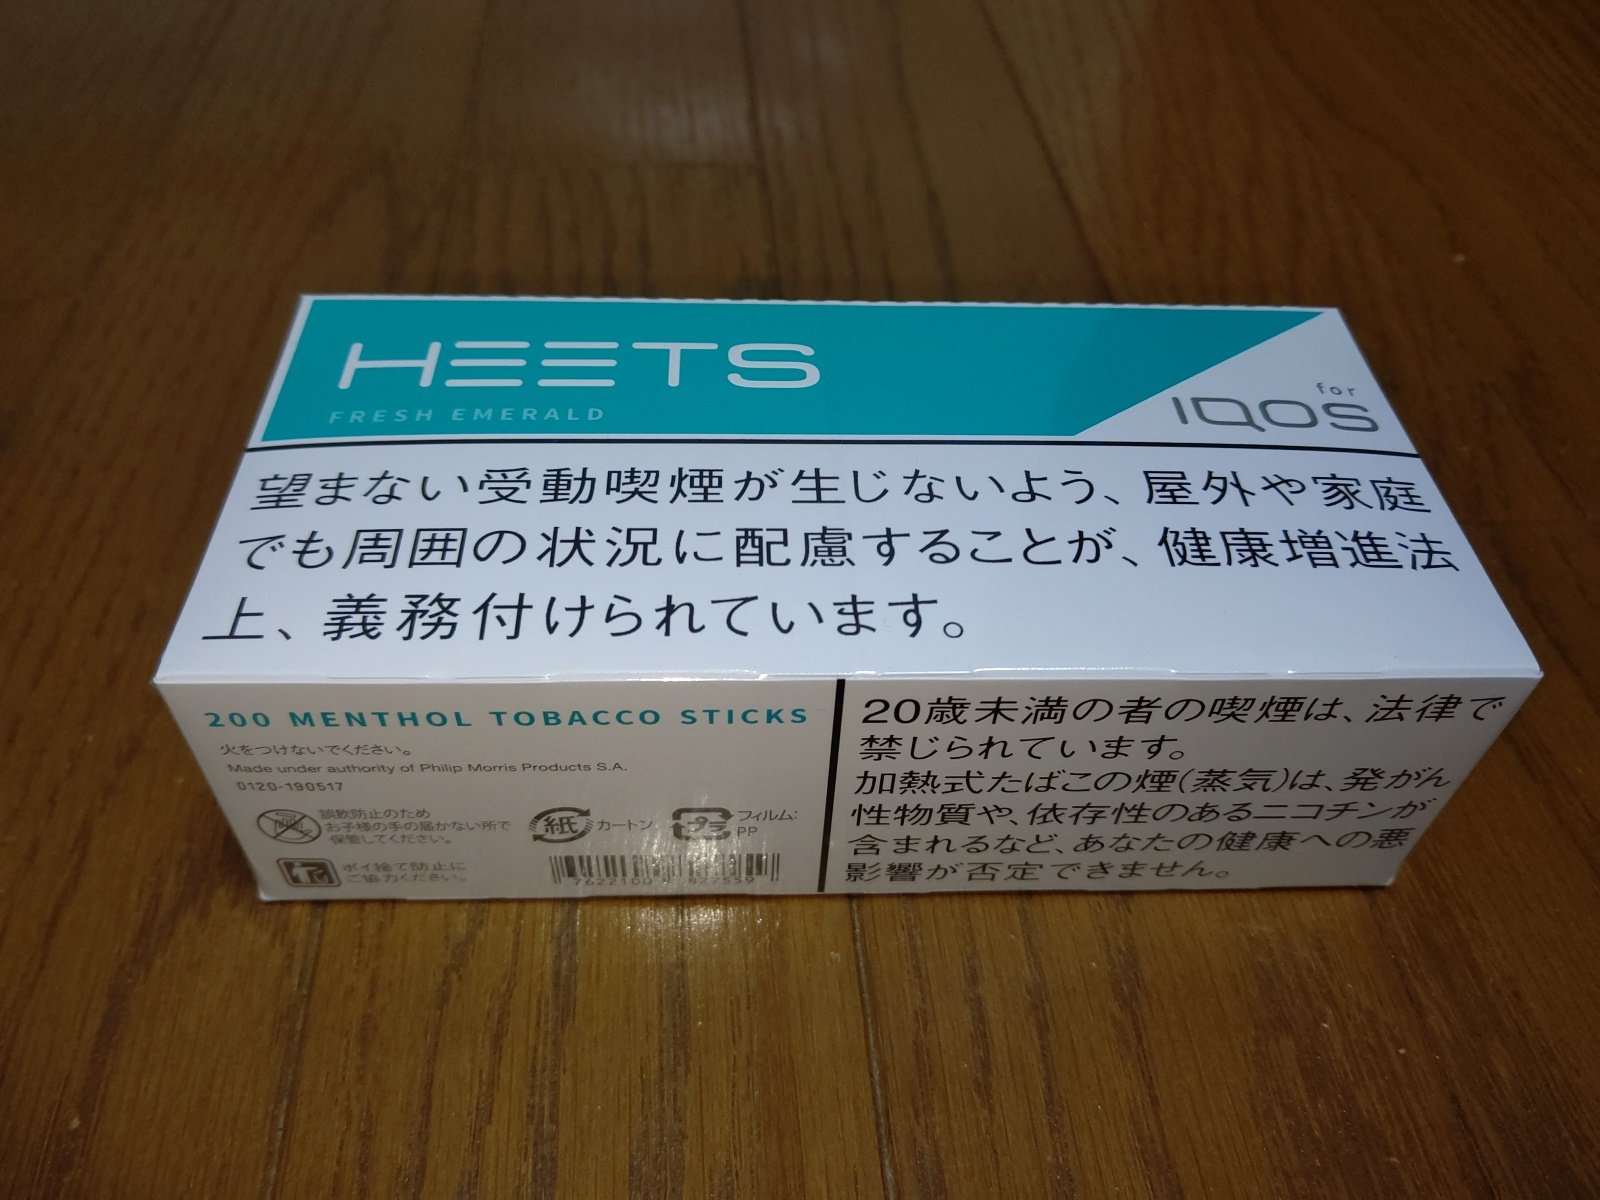 HEETS
FRESH EMERALD
for
IQOS
望まない受動喫煙が生じないよう、屋外や家庭
でも周囲の状況に配慮することが、健康増進法
上、義務付けられています。
200 MENTHOL TOBACCO STICKS
火をつけないでください。
Made under authority of Philip Morris Products S.A.
0120-190517
誤飲防止のため
お子様の手の届かない所で
保管してください。
紙
カートン
プラ
フィルム:
PP
ポイ捨て防止に
ご協力ください。
7622100
827559
20歳未満の者の喫煙は、法律で
禁じられています。
加熱式たばこの煙(蒸気)は、発がん
性物質や、依存性のあるニコチンが
含まれるなど、あなたの健康への悪
影響が否定できません。